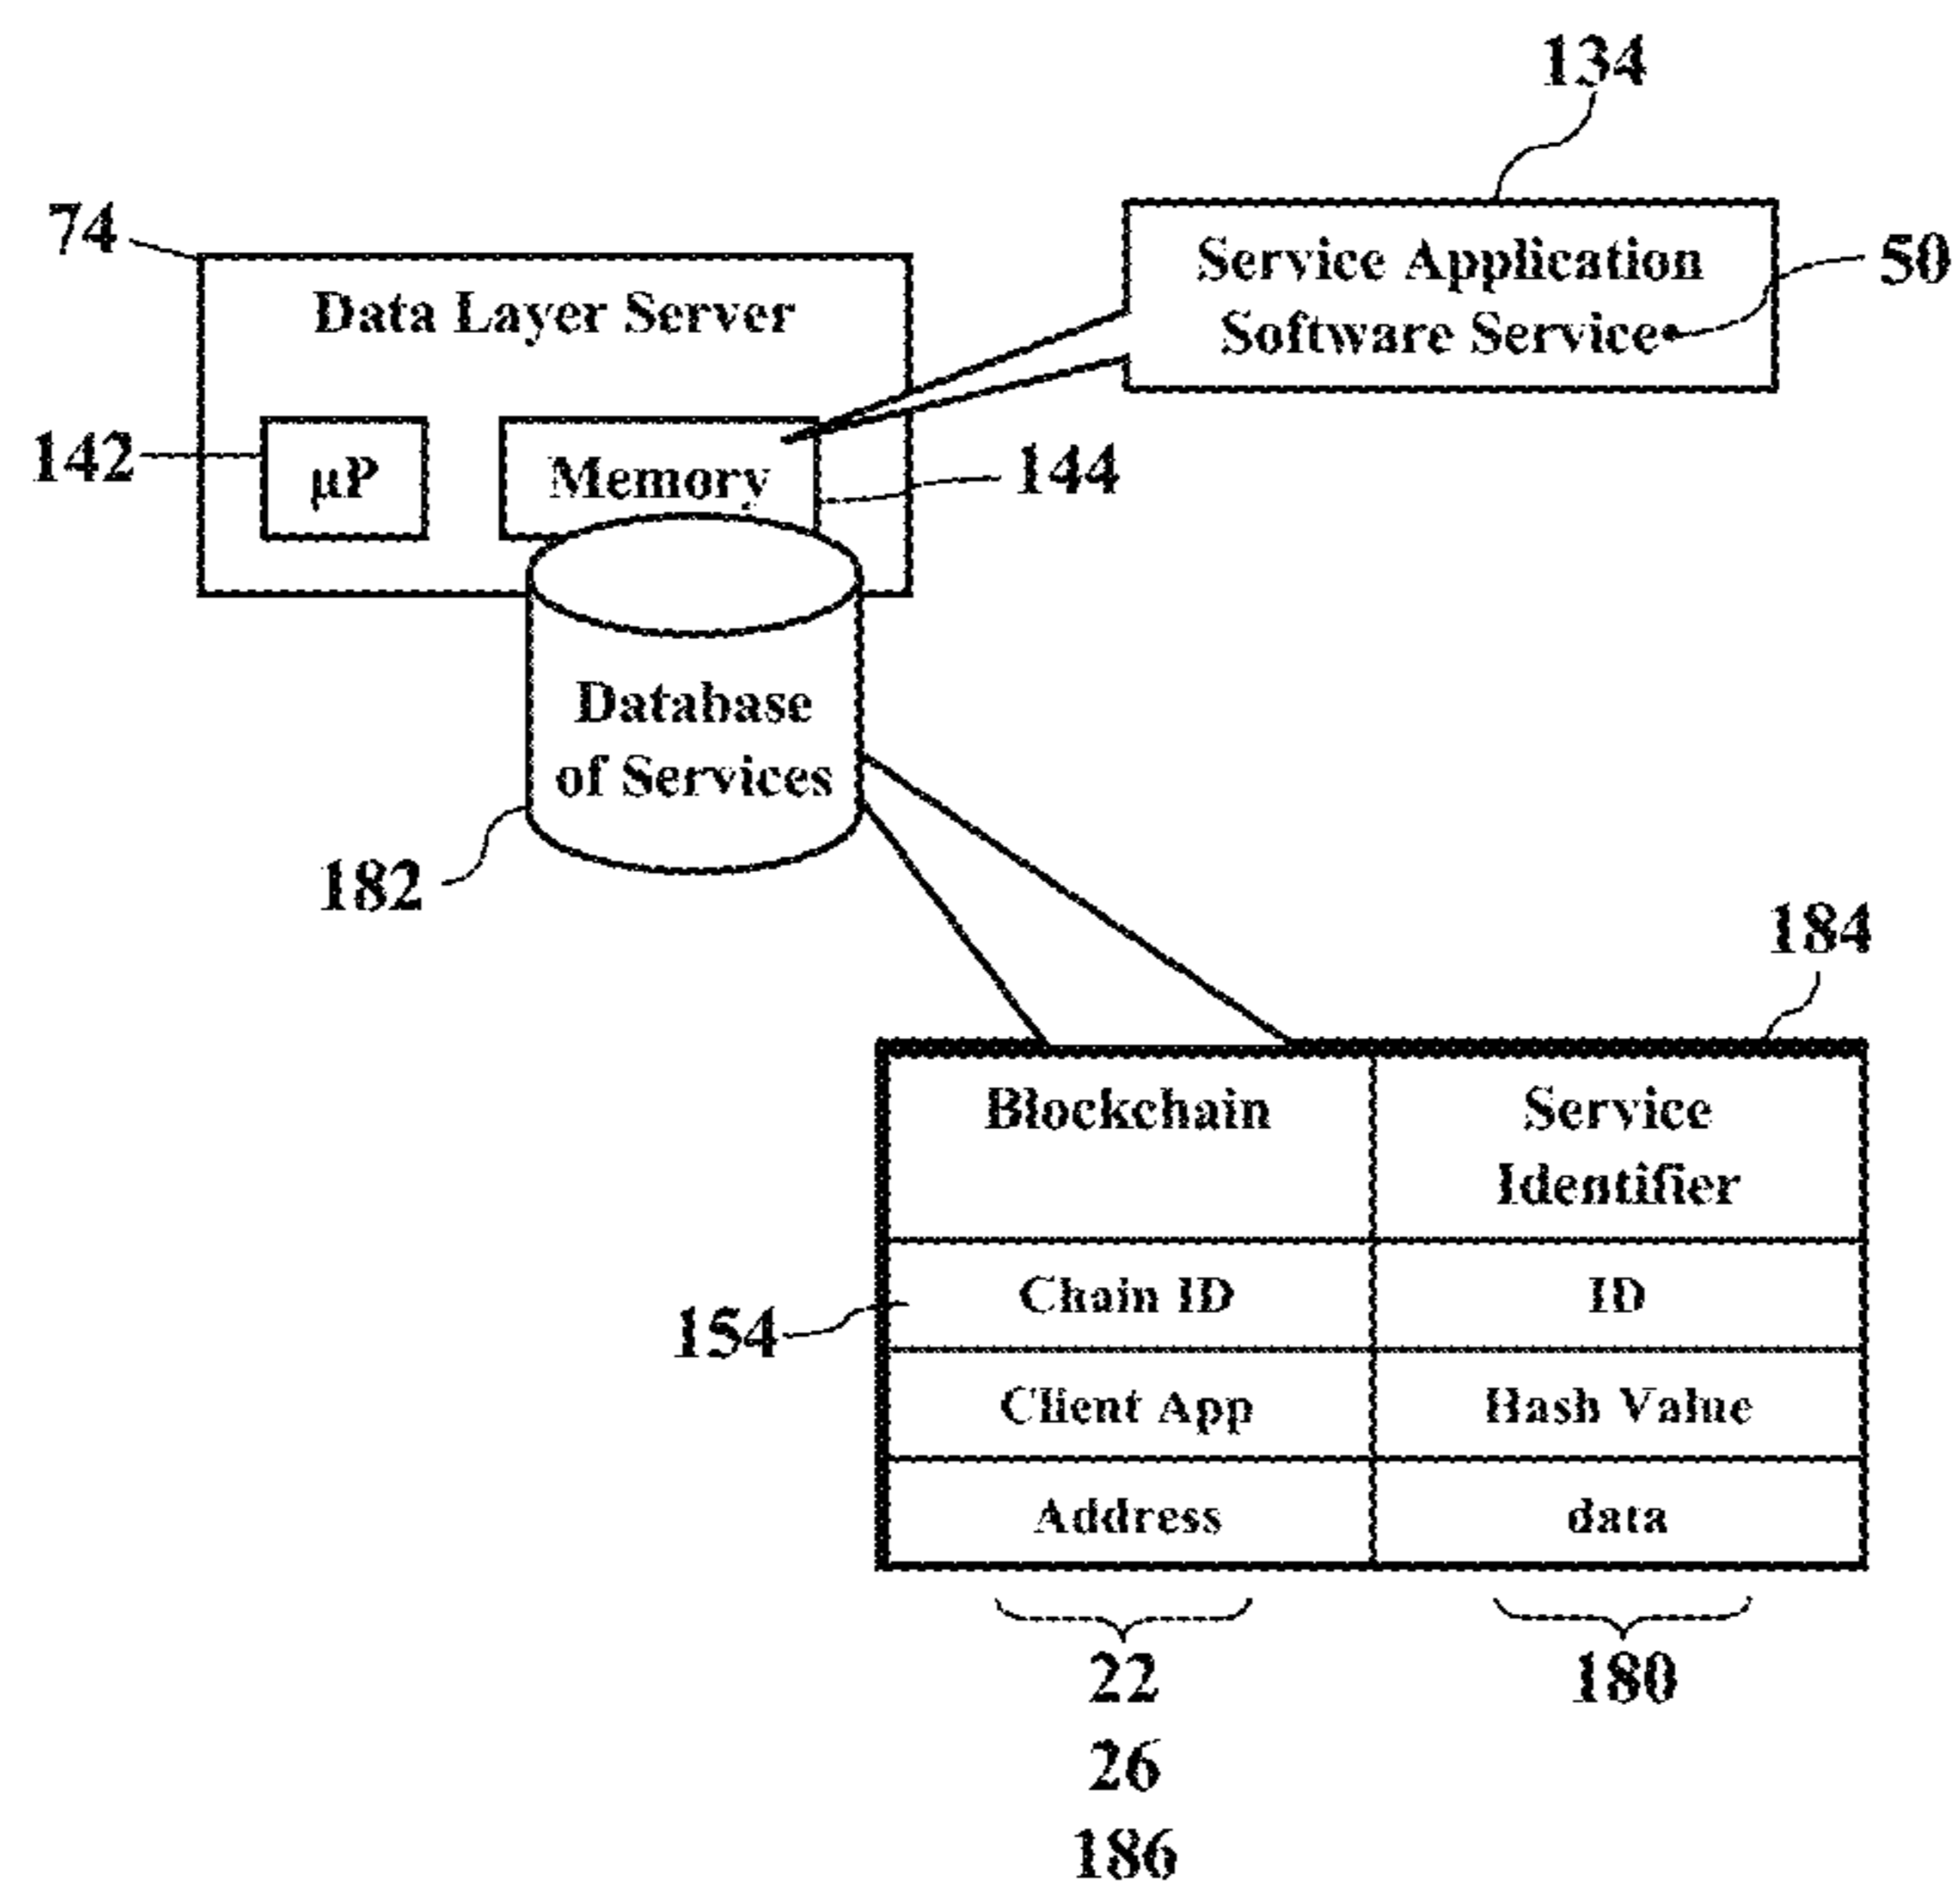 134
74
Service Application
50
Data Layer Server
Software Service
142
µP
Memory
144
Database
of Services
182
184
Blockchain
Service
Identifier
154
Chain ID
ID
Client App
Hash Value
Address
data
22
180
26
186